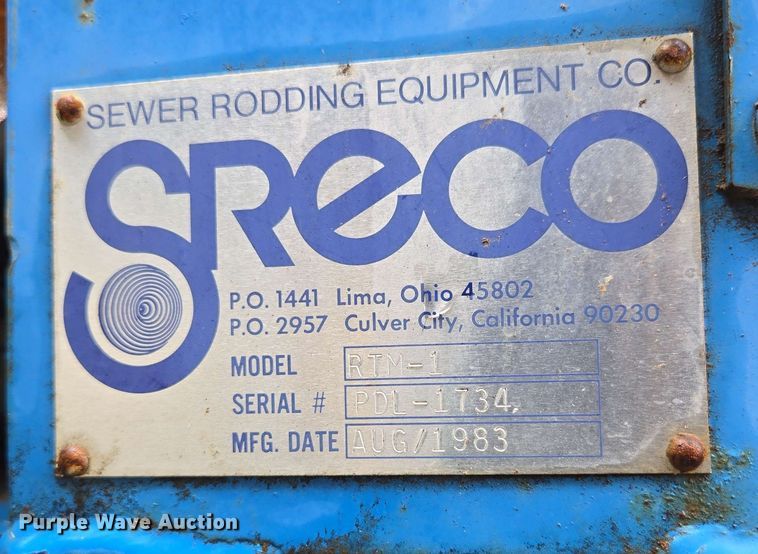 SEWER RODDING EQUIPMENT CO.
SRECO
P.O. 1441 Lima, Ohio 45802
P.O. 2957 Culver City, California 90230
MODEL RTM-1
SERIAL # PDL-1734,
MFG. DATE AUG/1983
Purple Wave Auction